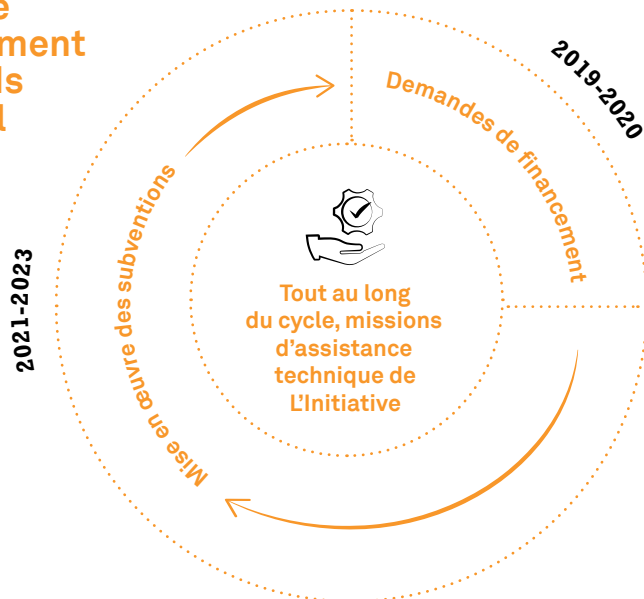 ment
2019-2020
Demandes de financement
2021-2023
Mise en œuvre des subventions
Tout au long
du cycle, missions
d’assistance
technique de
L’Initiative